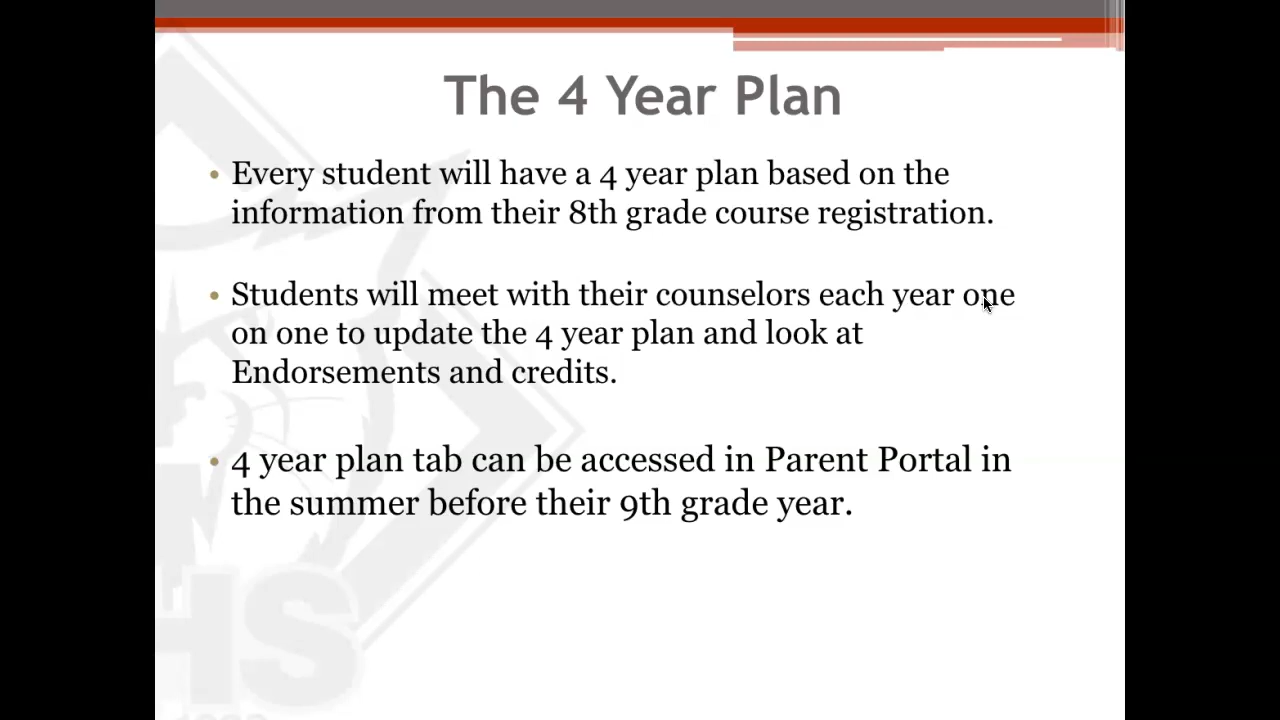 The 4 Year Plan
• Every student will have a 4 year plan based on the
information from their 8th grade course registration.
• Students will meet with their counselors each year one
on one to update the 4 year plan and look at
Endorsements and credits.
• 4 year plan tab can be accessed in Parent Portal in
the summer before their 9th grade year.
HS